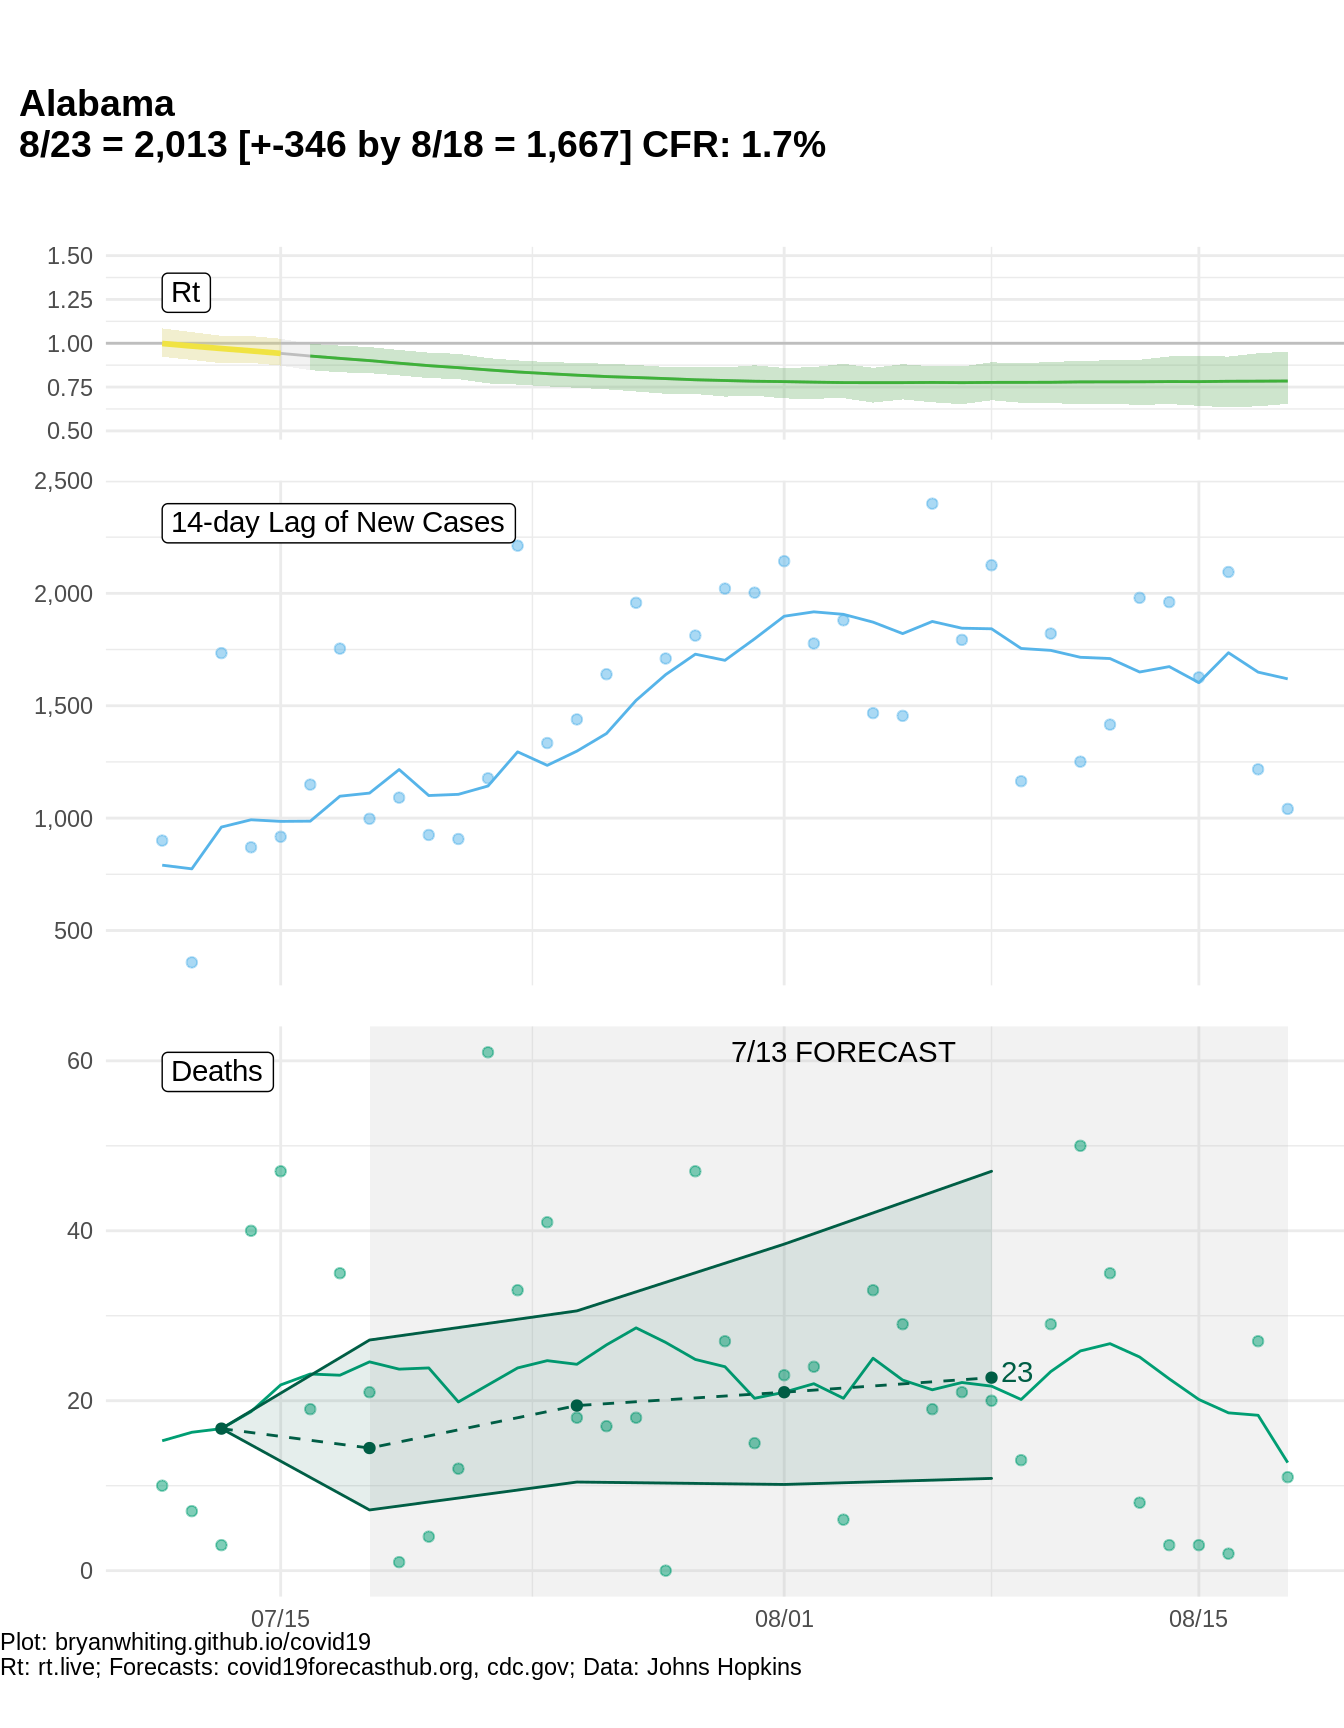 Alabama
8/23 = 2,013 [+-346 by 8/18 = 1,667] CFR: 1.7%
1.50
Rt
1.25
1.00
0.75
0.50
2,500
14-day Lag of New Cases
2,000
1,500
1,000
500
7/13 FORECAST
60
Deaths
40
23
20
0
07/15 08/01 08/15
Plot: bryanwhiting.github.io/covid19
Rt: rt.live; Forecasts: covid19forecasthub.org, cdc.gov; Data: Johns Hopkins